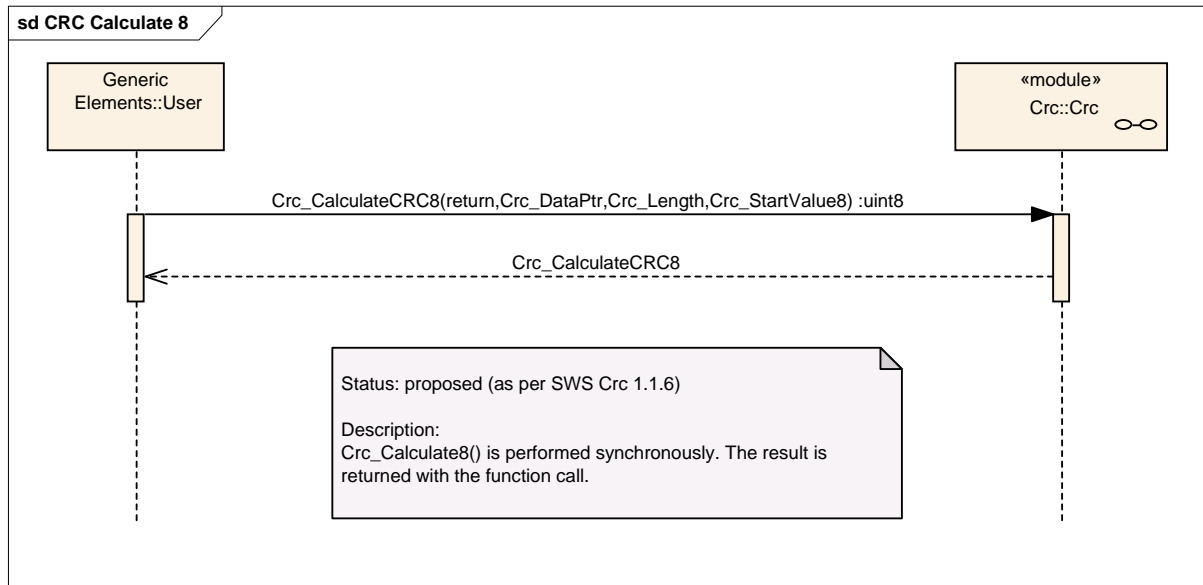 sd CRC Calculate 8
Generic
Elements::User
«module»
Crc::Crc
Crc_CalculateCRC8(return,Crc_DataPtr,Crc_Length,Crc_StartValue8) :uint8
Crc_CalculateCRC8
Status: proposed (as per SWS Crc 1.1.6)
Description:
Crc_Calculate8() is performed synchronously. The result is
returned with the function call.